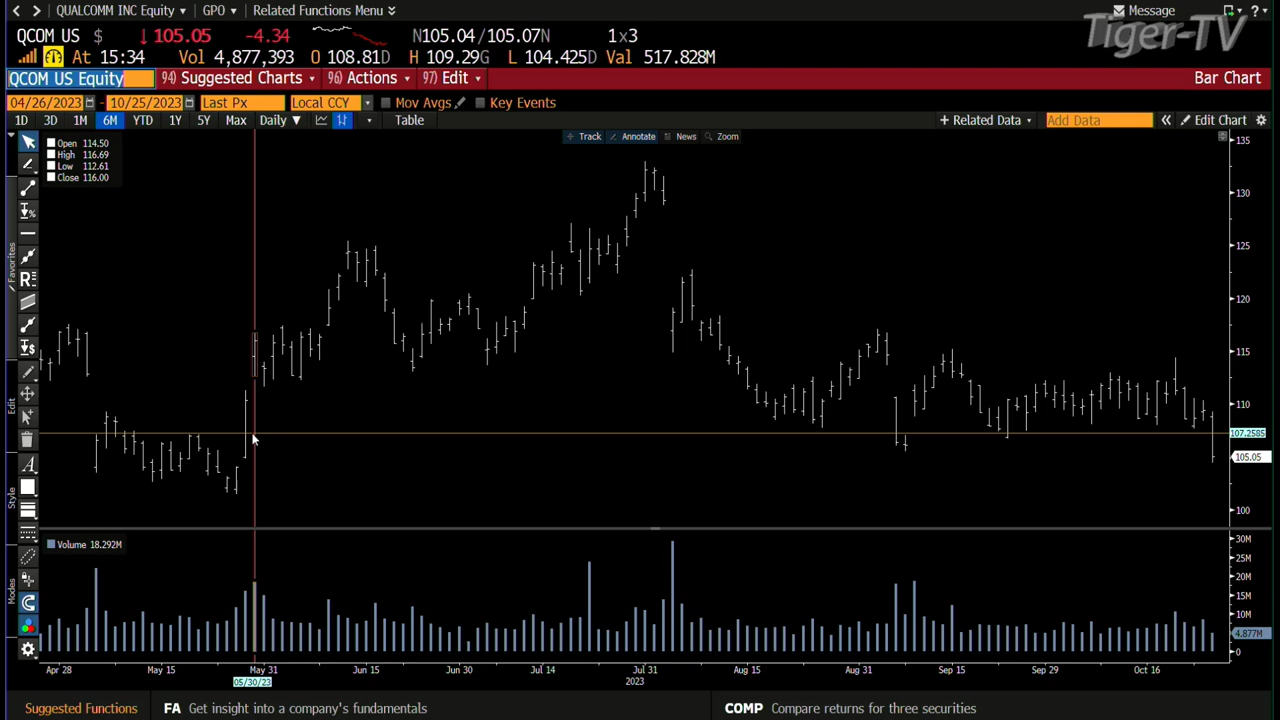 QUALCOMM INC Equity GPO Related Functions Menu Message ?
Tiger-TV
QCOM US $ 105.05 -4.34 N105.04/105.07N 1x3
At 15:34 Vol 4,877,393 O 108.81D H 109.29G L 104.425D Val 517.828M
QCOM US Equity 94) Suggested Charts 96) Actions 97) Edit Bar Chart
04/26/2023 - 10/25/2023 Last Px Local CCY Mov Avgs Key Events
1D 3D 1M 6M YTD 1Y 5Y Max Daily Table + Related Data Add Data Edit Chart
Track Annotate News Zoom
Open 114.50
High 116.69
Low 112.61
Close 116.00
135
130
125
120
115
110
107.2585
105.05
100
Favorites
Edit
Style
Modes
Volume 18.292M
30M
25M
20M
15M
10M
4.877M
0
Apr 28 May 15 May 31 Jun 15 Jun 30 Jul 14 Jul 31 Aug 15 Aug 31 Sep 15 Sep 29 Oct 16
05/30/23 2023
Suggested Functions FA Get insight into a company's fundamentals COMP Compare returns for three securities